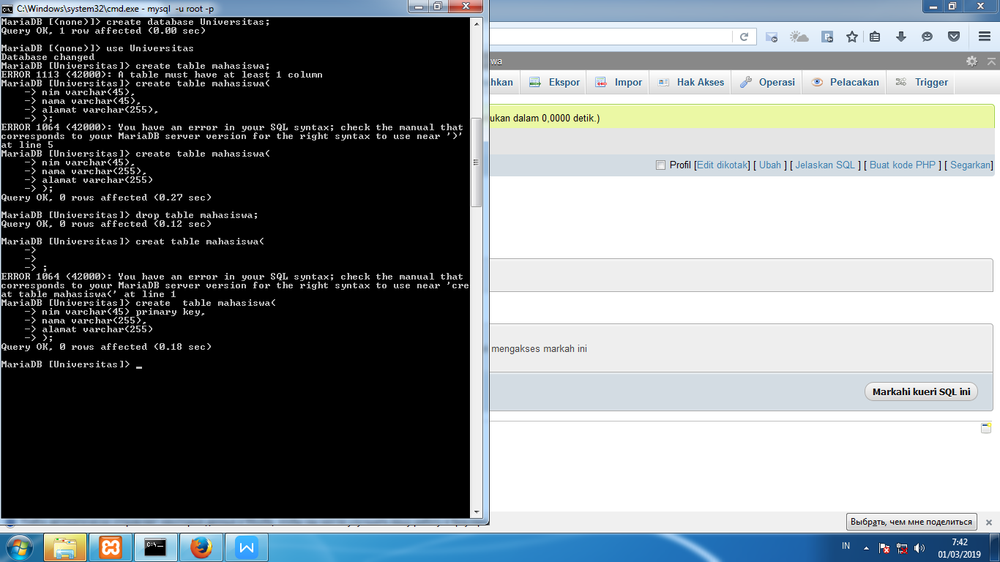 C:\Windows\system32\cmd.exe - mysql -u root -p
MariaDB [(none)]> create database Universitas;
Query OK, 1 row affected (0.00 sec)
MariaDB [(none)]> use Universitas
Database changed
MariaDB [Universitas]> create table mahasiswa;
ERROR 1113 (42000): A table must have at least 1 column
MariaDB [Universitas]> create table mahasiswa(
-> nim varchar(45),
-> nama varchar(45),
-> alamat varchar(255),
-> );
ERROR 1064 (42000): You have an error in your SQL syntax; check the manual that
corresponds to your MariaDB server version for the right syntax to use near ')'
at line 5
MariaDB [Universitas]> create table mahasiswa(
-> nim varchar(45),
-> nama varchar(255),
-> alamat varchar(255)
-> );
Query OK, 0 rows affected (0.27 sec)
MariaDB [Universitas]> drop table mahasiswa;
Query OK, 0 rows affected (0.12 sec)
MariaDB [Universitas]> creat table mahasiswa(
->
->
-> ;
ERROR 1064 (42000): You have an error in your SQL syntax; check the manual that
corresponds to your MariaDB server version for the right syntax to use near 'cre
at table mahasiswa(' at line 1
MariaDB [Universitas]> create  table mahasiswa(
-> nim varchar(45) primary key,
-> nama varchar(255),
-> alamat varchar(255)
-> );
Query OK, 0 rows affected (0.18 sec)
MariaDB [Universitas]> _
wa
hkan Ekspor Impor Hak Akses Operasi Pelacakan Trigger
ukan dalam 0,0000 detik.)
Profil [Edit dikotak] [ Ubah ] [ Jelaskan SQL ] [ Buat kode PHP ] [ Segarkan]
mengakses markah ini
Markahi kueri SQL ini
Выбрать, чем мне поделиться
IN
7:42
01/03/2019